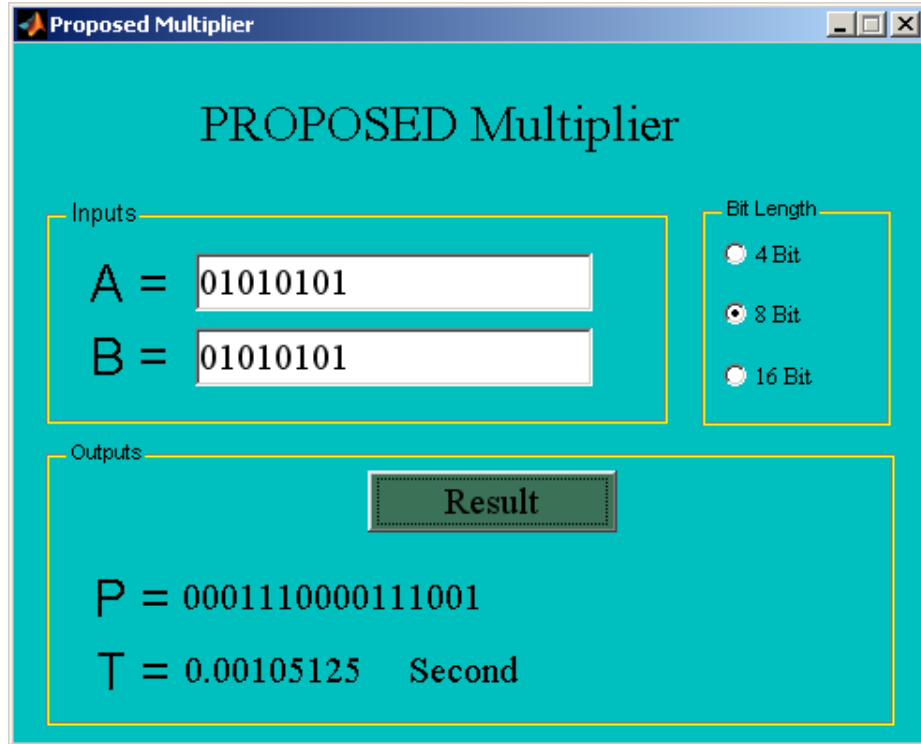 Proposed Multiplier
PROPOSED Multiplier
Inputs
A = 01010101
B = 01010101
Bit Length
4 Bit
8 Bit
16 Bit
Outputs
Result
P = 0001110000111001
T = 0.00105125 Second